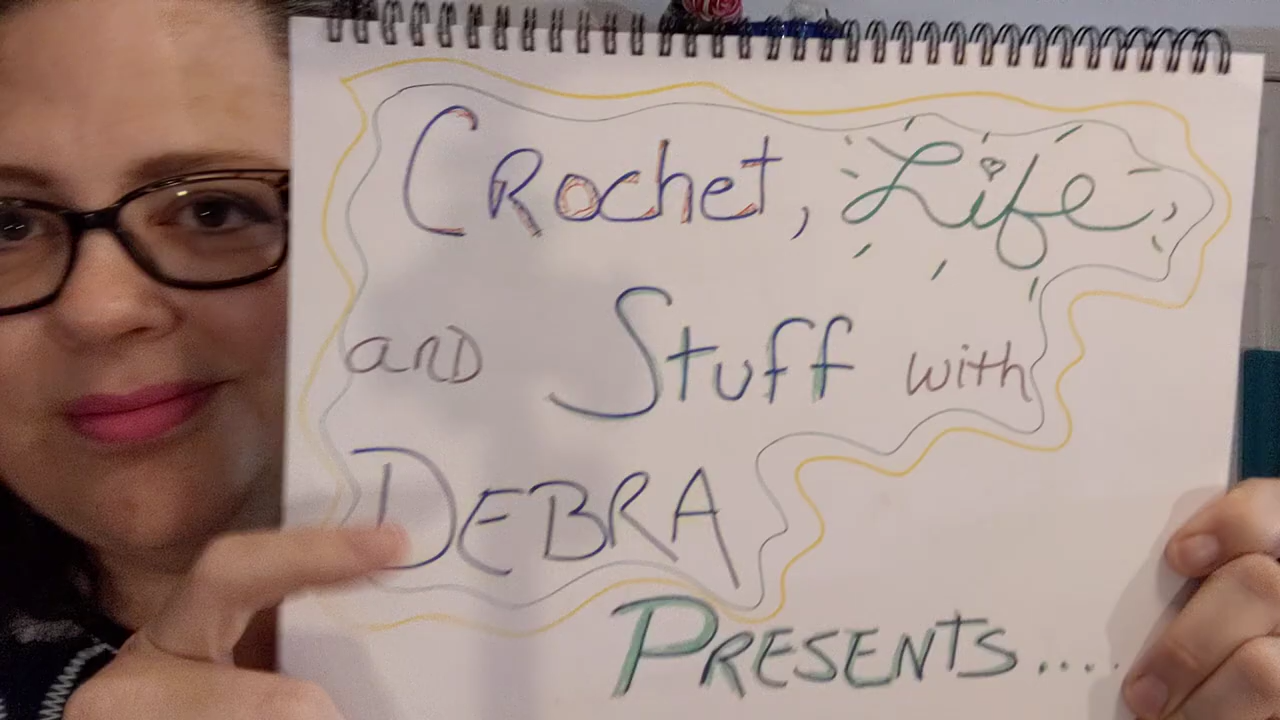 CRochet, Life
and Stuff with
DEBRA
PRESENTS....